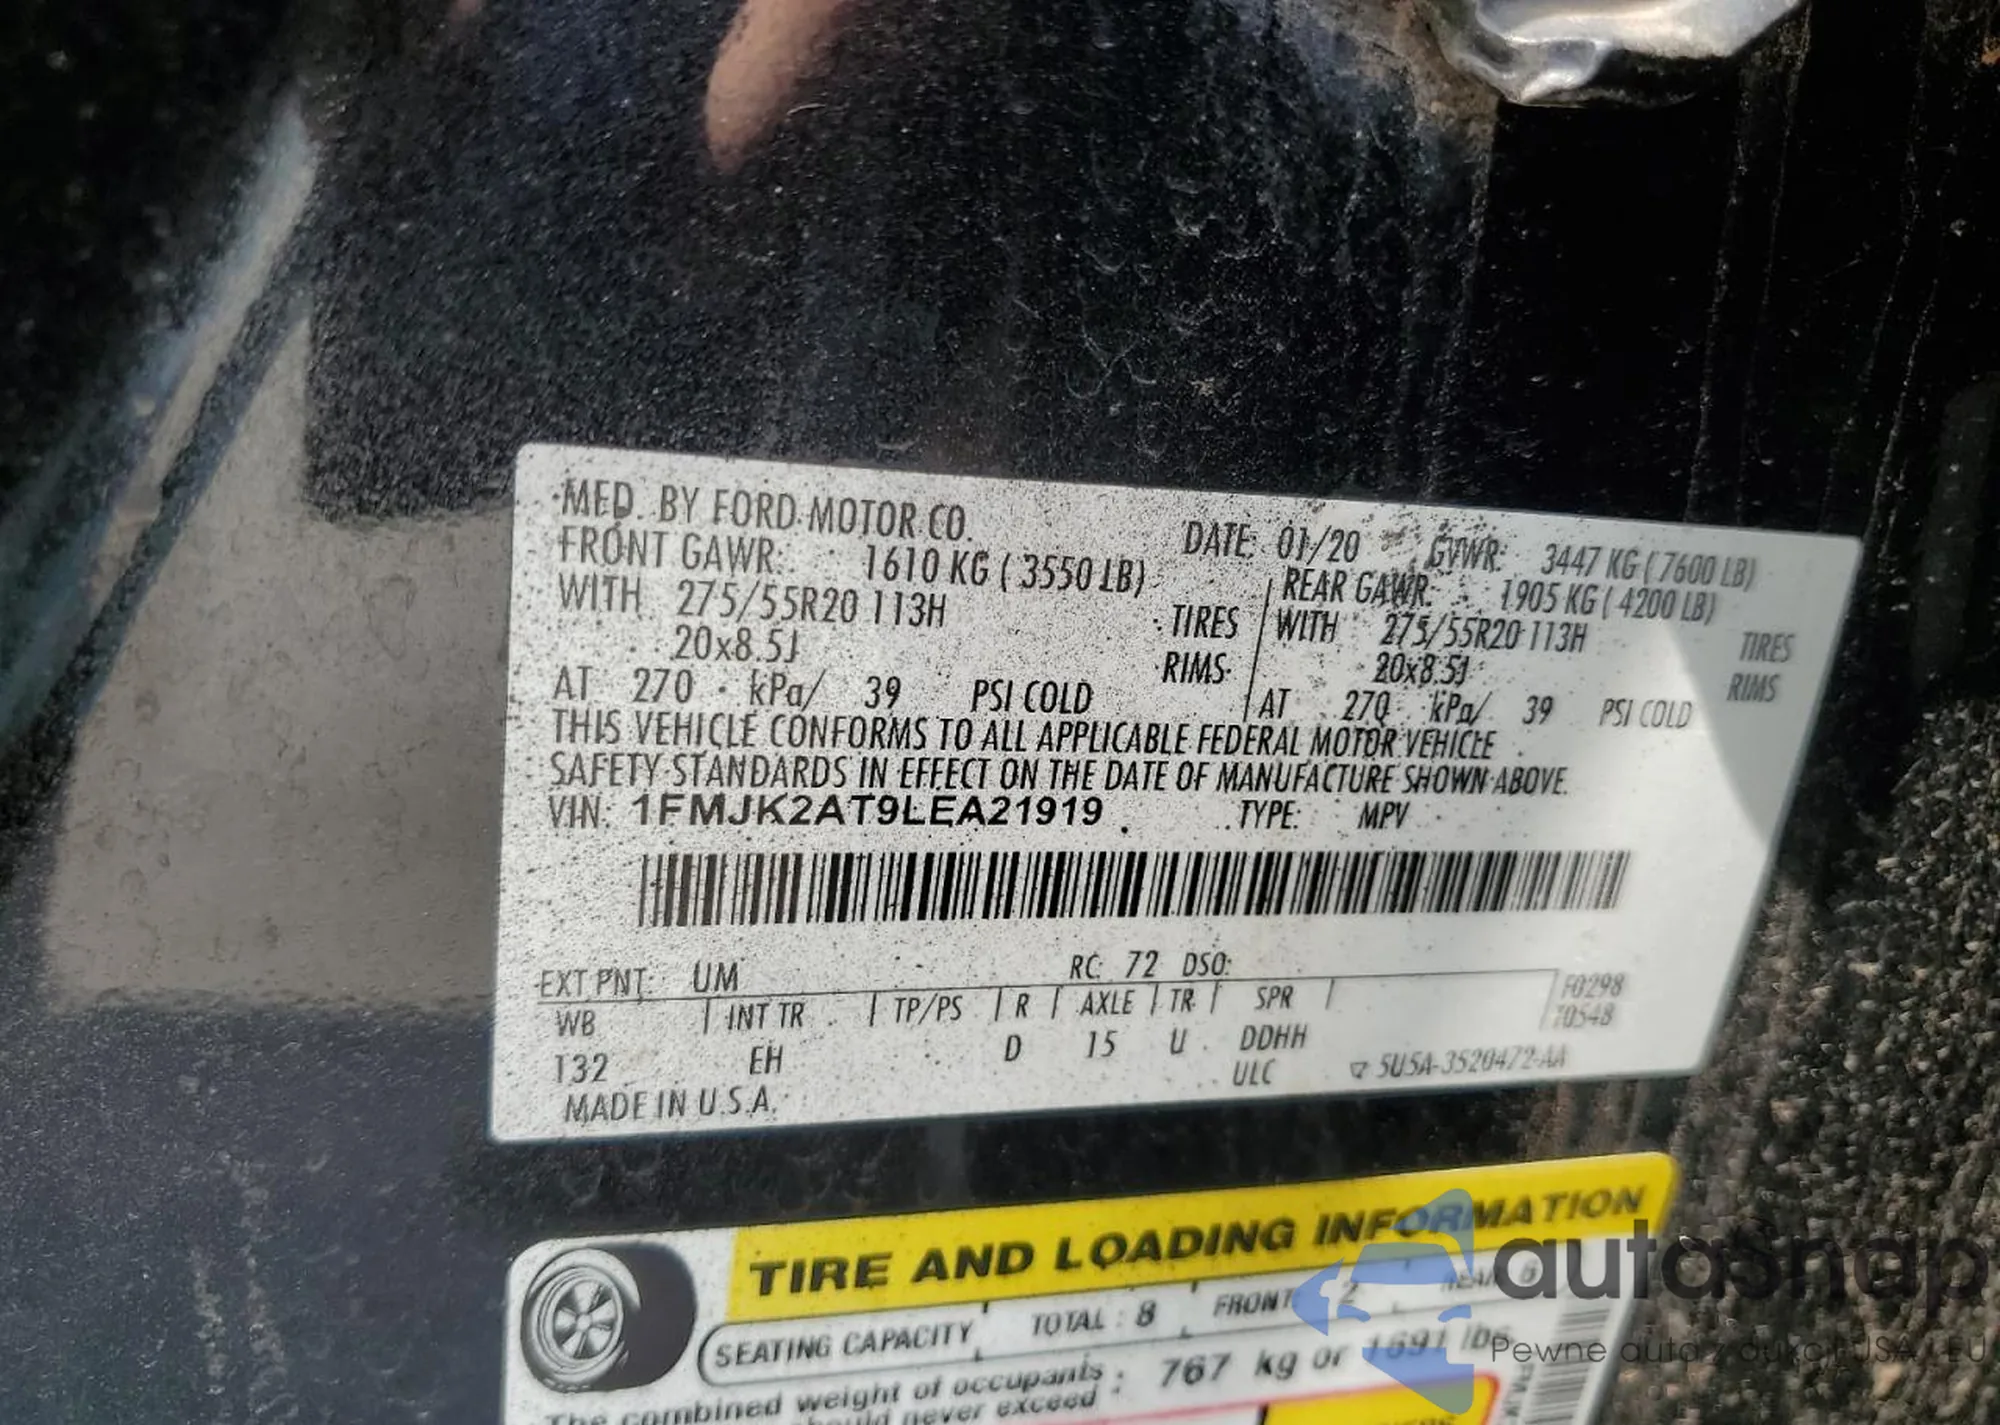 MFD. BY FORD MOTOR CO.
DATE: 01/20 GVWR: 3447 KG (7600 LB)
FRONT GAWR: 1610 KG (3550 LB) REAR GAWR: 1905 KG (4200 LB)
WITH 275/55R20 113H TIRES WITH 275/55R20 113H TIRES
20x8.5J RIMS 20x8.5J RIMS
AT 270 kPa/ 39 PSI COLD AT 270 kPa/ 39 PSI COLD
THIS VEHICLE CONFORMS TO ALL APPLICABLE FEDERAL MOTOR VEHICLE
SAFETY STANDARDS IN EFFECT ON THE DATE OF MANUFACTURE SHOWN ABOVE.
VIN: 1FMJK2AT9LEA21919 TYPE: MPV
EXT PNT: UM RC: 72 DSO:
WB INT TR TP/PS R AXLE TR SPR F0298
132 EH D 15 U DDHH 70548
ULC 5U5A-3520472-AA
MADE IN U.S.A.
TIRE AND LOADING INFORMATION
SEATING CAPACITY TOTAL : 8 FRONT 2 REAR 6
The combined weight of occupants 767 kg or 1691 lbs
should never exceed
autoSnap
Pewne auta z aukcji USA
EU